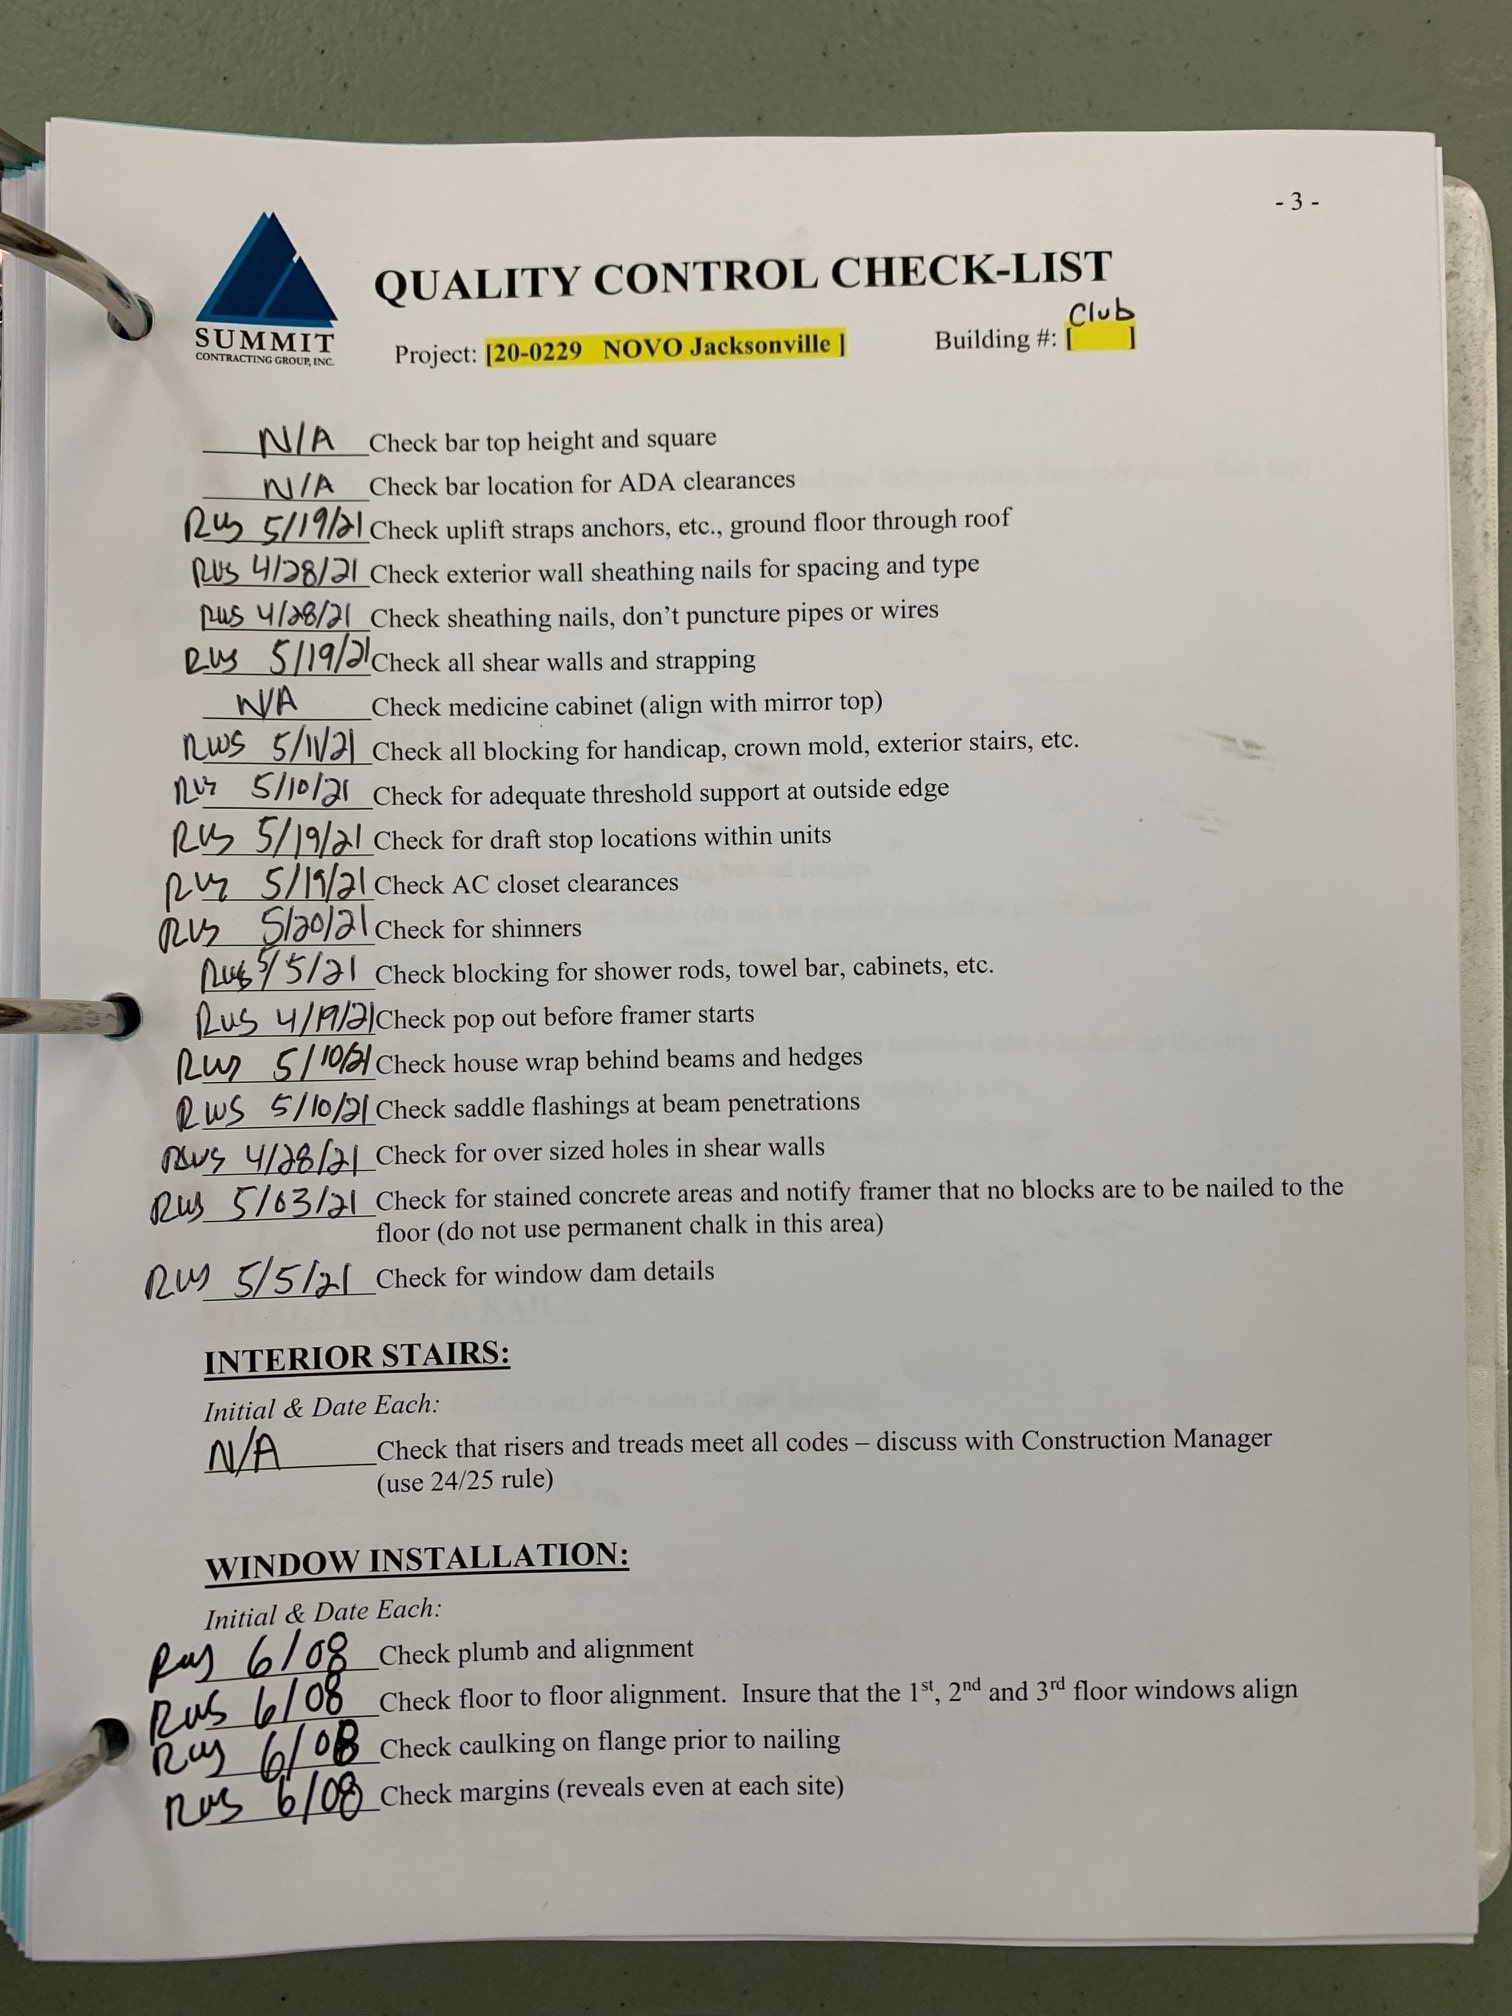 - 3 -
SUMMIT
CONTRACTING GROUP, INC.
QUALITY CONTROL CHECK-LIST
Club
Project: [20-0229 NOVO Jacksonville ] Building #: [ ]
N/A Check bar top height and square
N/A Check bar location for ADA clearances
RWS 5/19/21 Check uplift straps anchors, etc., ground floor through roof
RWS 4/28/21 Check exterior wall sheathing nails for spacing and type
RWS 4/28/21 Check sheathing nails, don't puncture pipes or wires
RWS 5/19/21 Check all shear walls and strapping
N/A Check medicine cabinet (align with mirror top)
RWS 5/11/21 Check all blocking for handicap, crown mold, exterior stairs, etc.
RWS 5/10/21 Check for adequate threshold support at outside edge
RWS 5/19/21 Check for draft stop locations within units
RWS 5/19/21 Check AC closet clearances
RWS 5/20/21 Check for shinners
RWS 5/5/21 Check blocking for shower rods, towel bar, cabinets, etc.
RWS 4/19/21 Check pop out before framer starts
RWS 5/10/21 Check house wrap behind beams and hedges
RWS 5/10/21 Check saddle flashings at beam penetrations
RWS 4/28/21 Check for over sized holes in shear walls
RWS 5/03/21 Check for stained concrete areas and notify framer that no blocks are to be nailed to the
floor (do not use permanent chalk in this area)
RWS 5/5/21 Check for window dam details
INTERIOR STAIRS:
Initial & Date Each:
N/A Check that risers and treads meet all codes – discuss with Construction Manager
(use 24/25 rule)
WINDOW INSTALLATION:
Initial & Date Each:
RWS 6/08 Check plumb and alignment
RWS 6/08 Check floor to floor alignment. Insure that the 1st, 2nd and 3rd floor windows align
RWS 6/08 Check caulking on flange prior to nailing
RWS 6/08 Check margins (reveals even at each site)